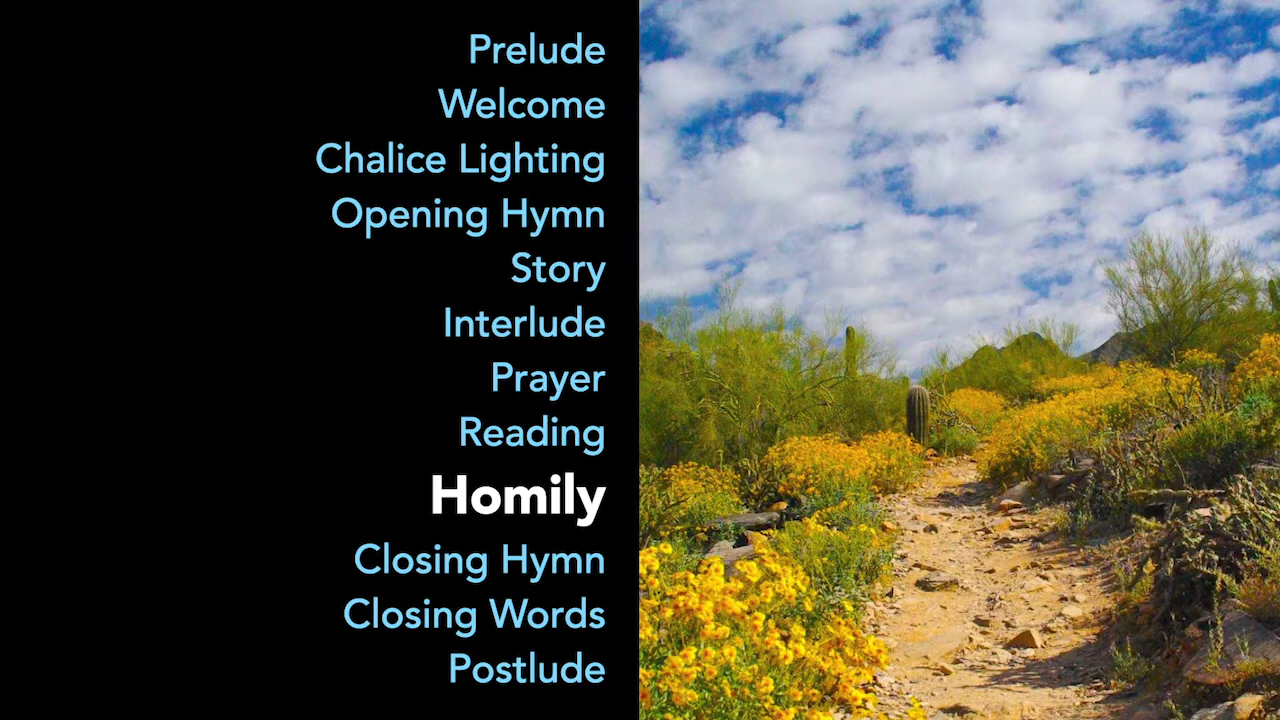 Prelude
Welcome
Chalice Lighting
Opening Hymn
Story
Interlude
Prayer
Reading
Homily
Closing Hymn
Closing Words
Postlude